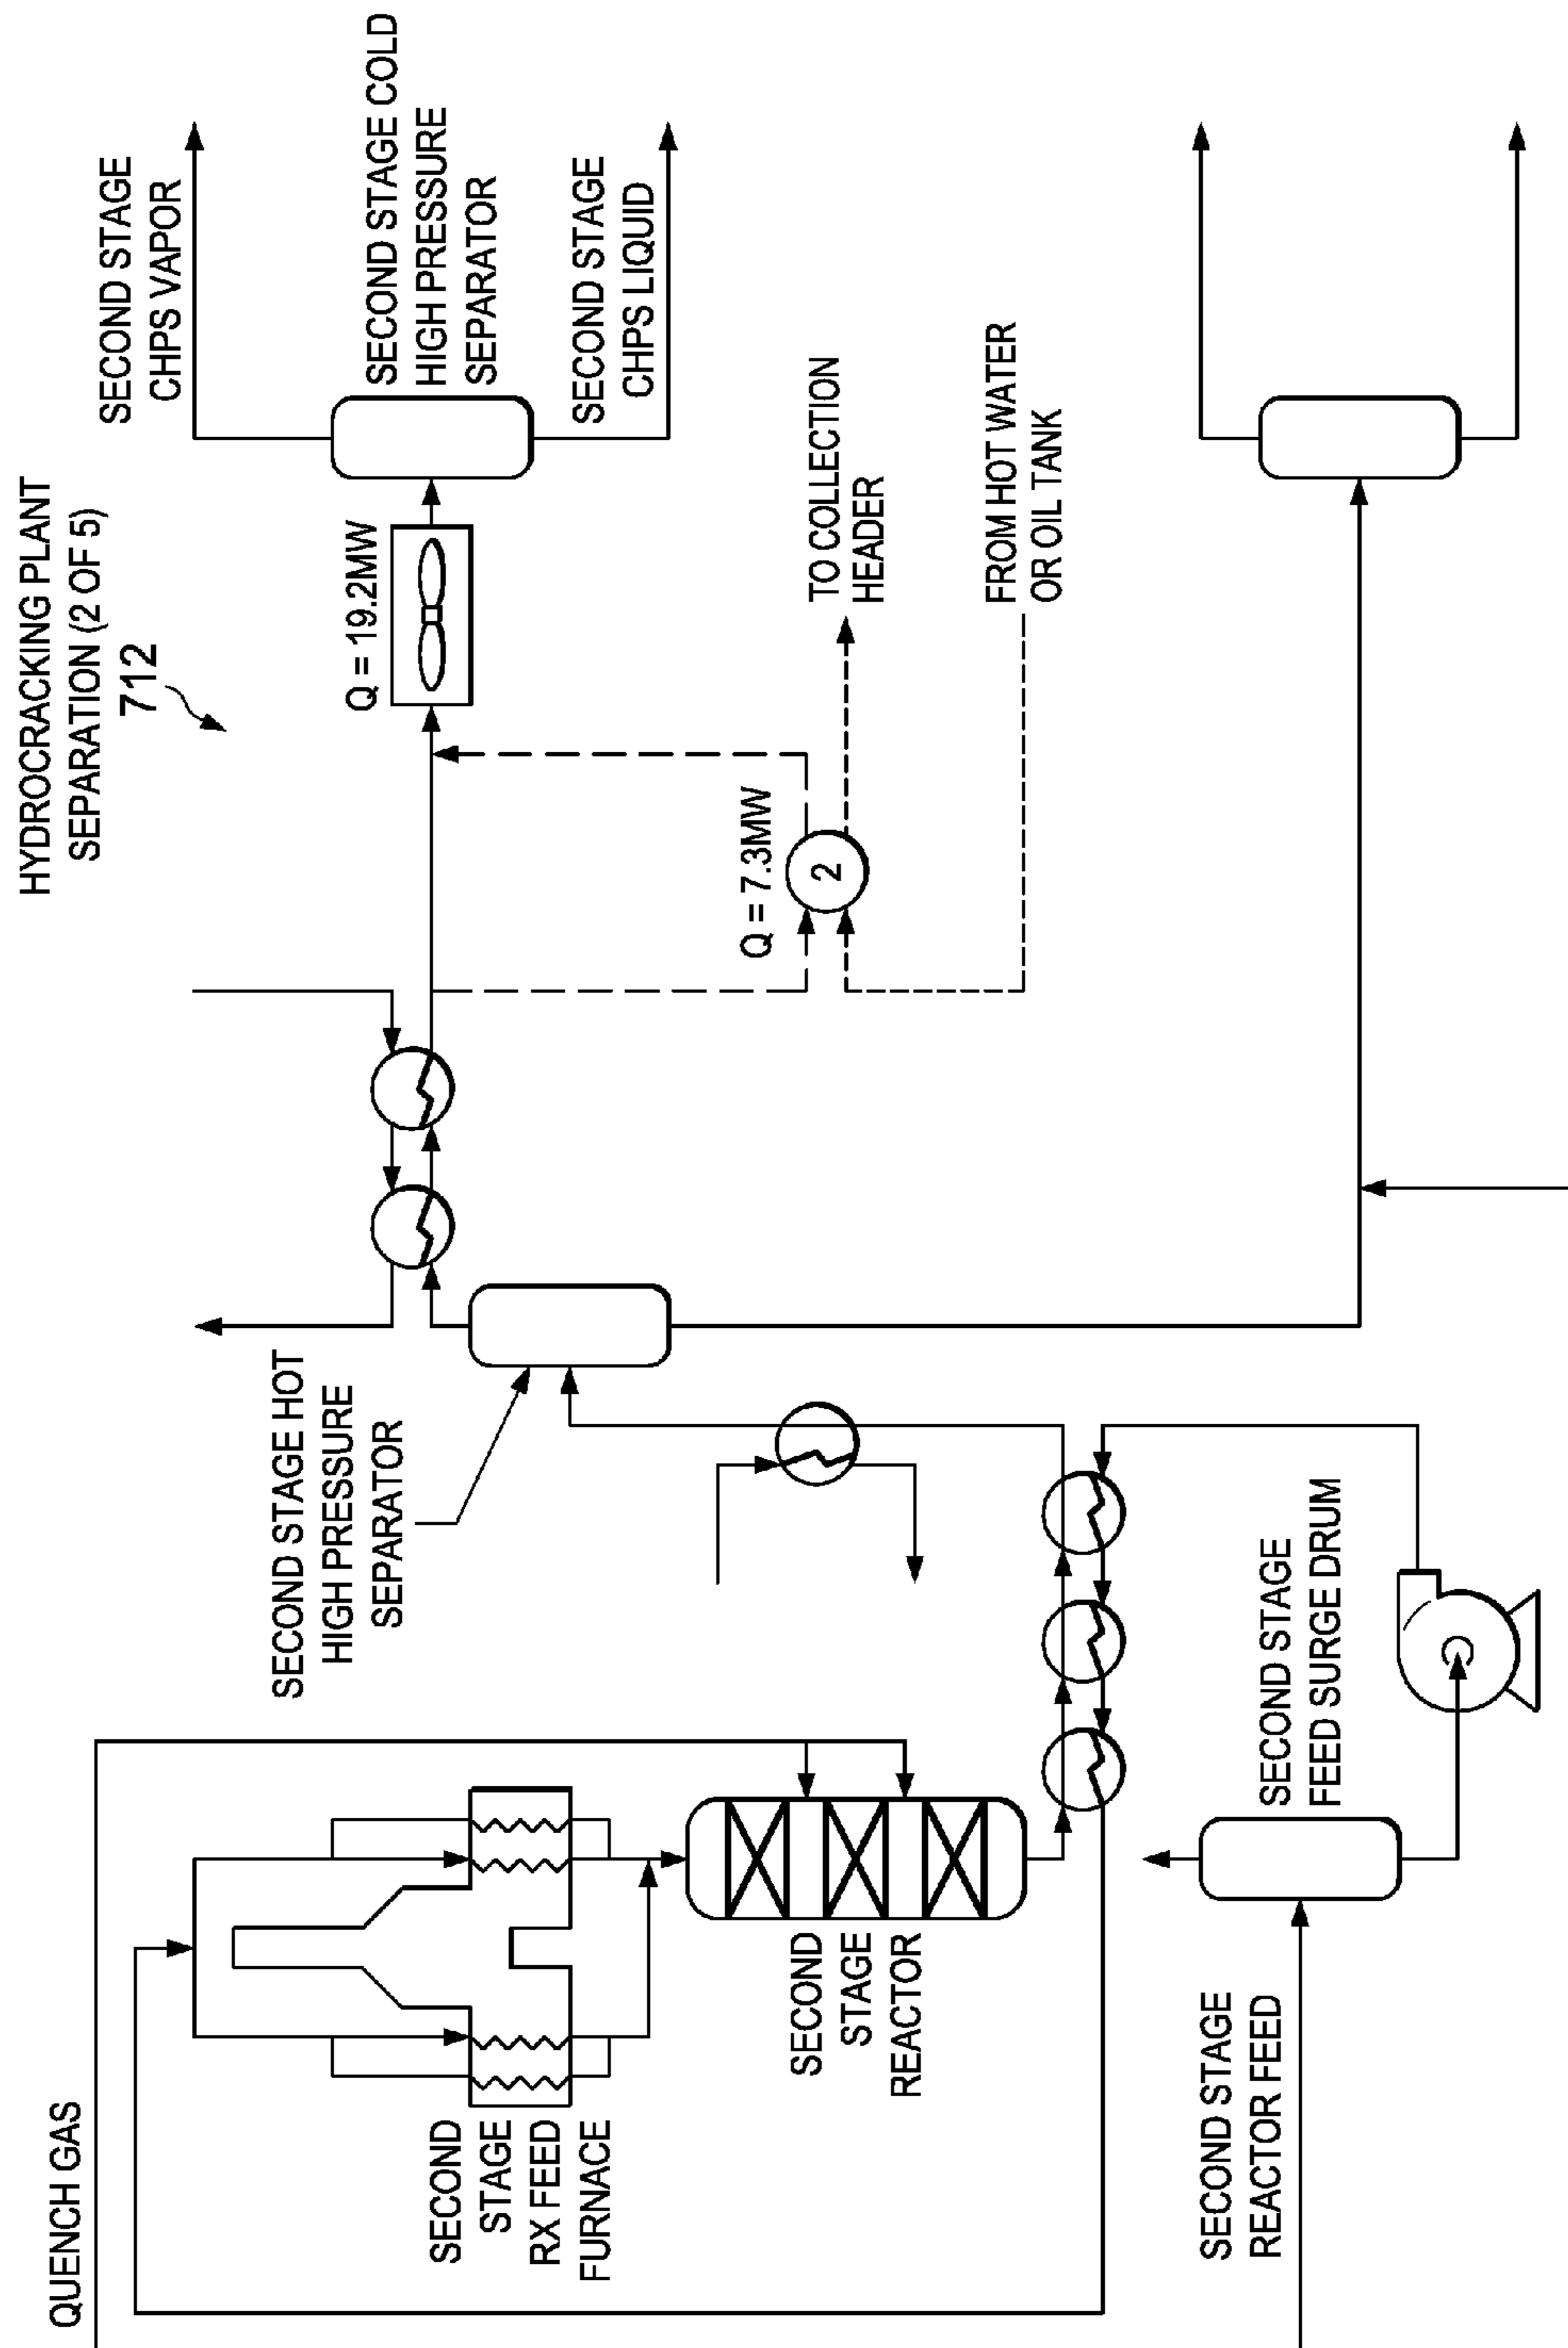 HYDROCRACKING PLANT
SEPARATION (2 OF 5)
712
QUENCH GAS
SECOND
STAGE
RX FEED
FURNACE
SECOND STAGE HOT
HIGH PRESSURE
SEPARATOR
SECOND
STAGE
REACTOR
SECOND STAGE
REACTOR FEED
SECOND STAGE
FEED SURGE DRUM
Q = 19.2MW
SECOND STAGE
CHPS VAPOR
SECOND STAGE COLD
HIGH PRESSURE
SEPARATOR
SECOND STAGE
CHPS LIQUID
Q = 7.3MW
2
TO COLLECTION
HEADER
FROM HOT WATER
OR OIL TANK